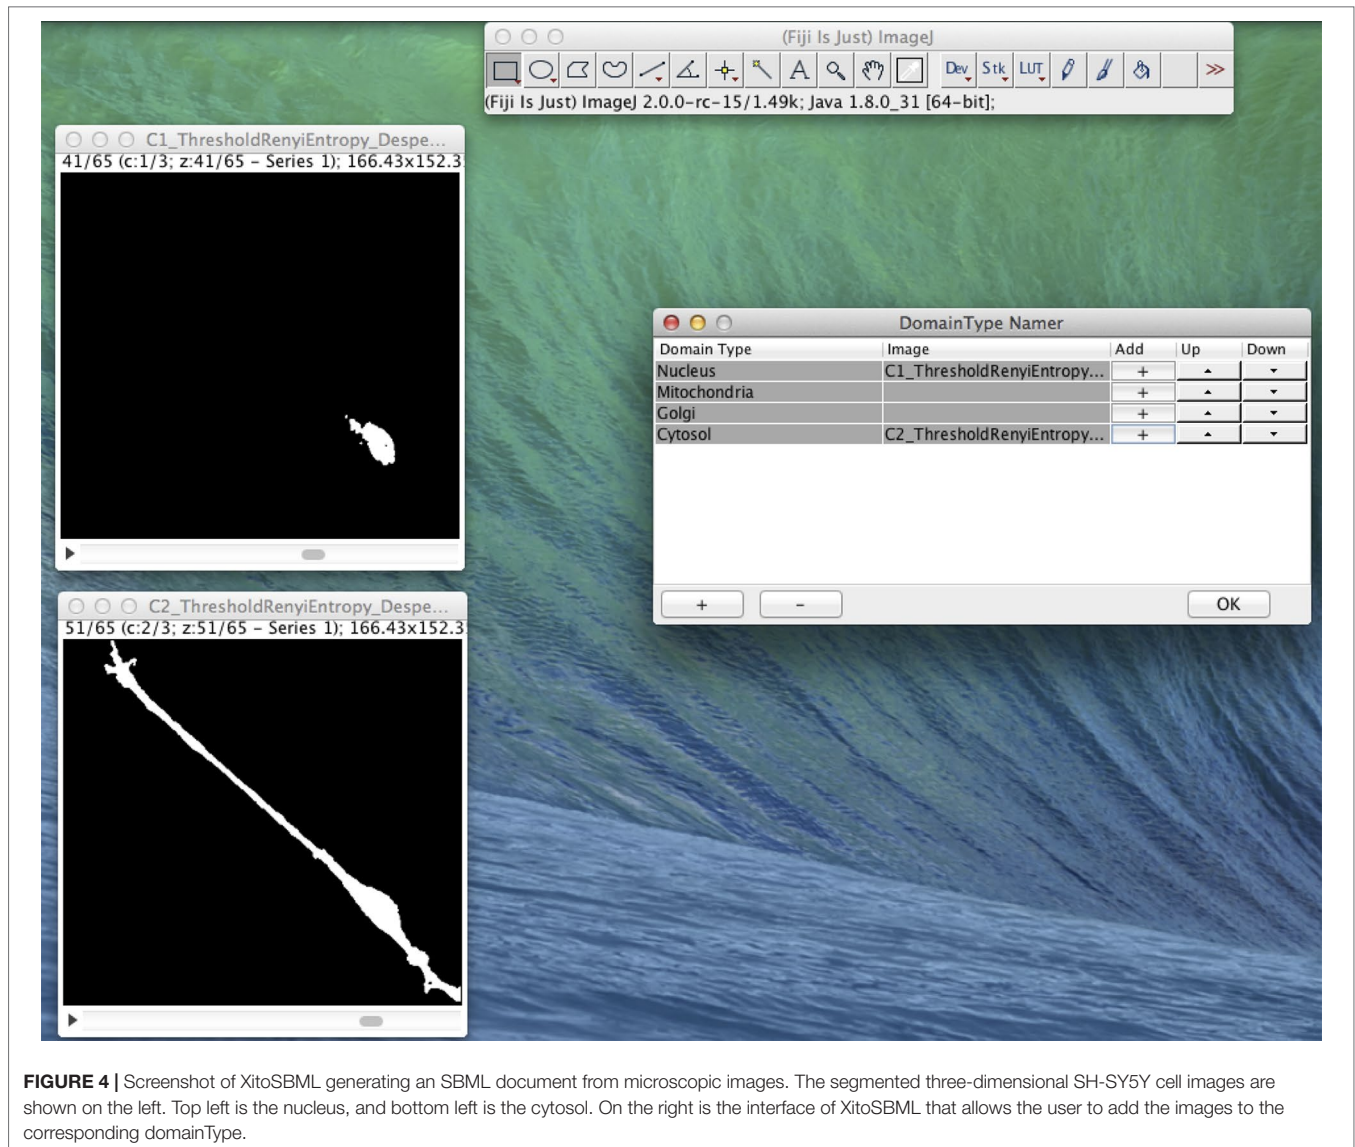 (Fiji Is Just) ImageJ
A Dev Stk LUT >>
(Fiji Is Just) ImageJ 2.0.0-rc-15/1.49k; Java 1.8.0_31 [64-bit];
C1_ThresholdRenyiEntropy_Despe...
41/65 (c:1/3; z:41/65 – Series 1); 166.43x152.3
DomainType Namer
Domain Type Image Add Up Down
Nucleus C1_ThresholdRenyiEntropy... +
Mitochondria +
Golgi +
Cytosol C2_ThresholdRenyiEntropy... +
+ – OK
C2_ThresholdRenyiEntropy_Despe...
51/65 (c:2/3; z:51/65 – Series 1); 166.43x152.3
FIGURE 4 | Screenshot of XitoSBML generating an SBML document from microscopic images. The segmented three-dimensional SH-SY5Y cell images are
shown on the left. Top left is the nucleus, and bottom left is the cytosol. On the right is the interface of XitoSBML that allows the user to add the images to the
corresponding domainType.